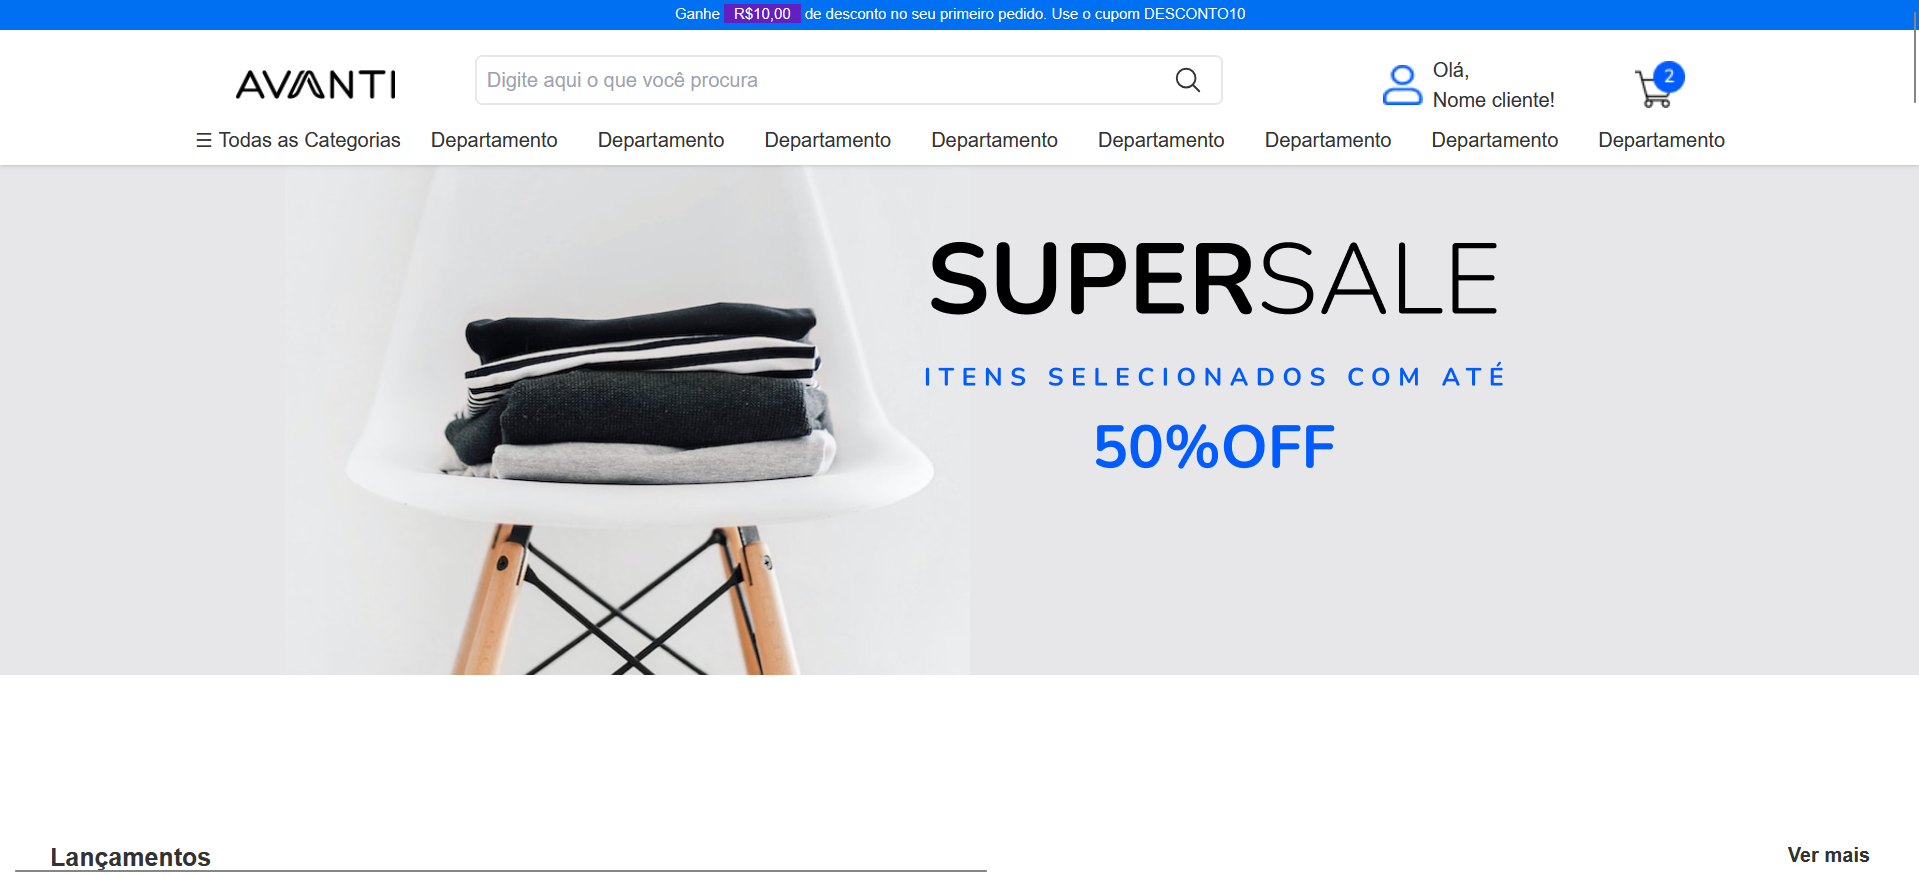 Ganhe R$10,00 de desconto no seu primeiro pedido. Use o cupom DESCONTO10
AVANTI
Digite aqui o que você procura
Olá,
Nome cliente!
2
☰ Todas as Categorias Departamento Departamento Departamento Departamento Departamento Departamento Departamento Departamento
SUPERSALE
ITENS SELECIONADOS COM ATÉ
50%OFF
Lançamentos
Ver mais